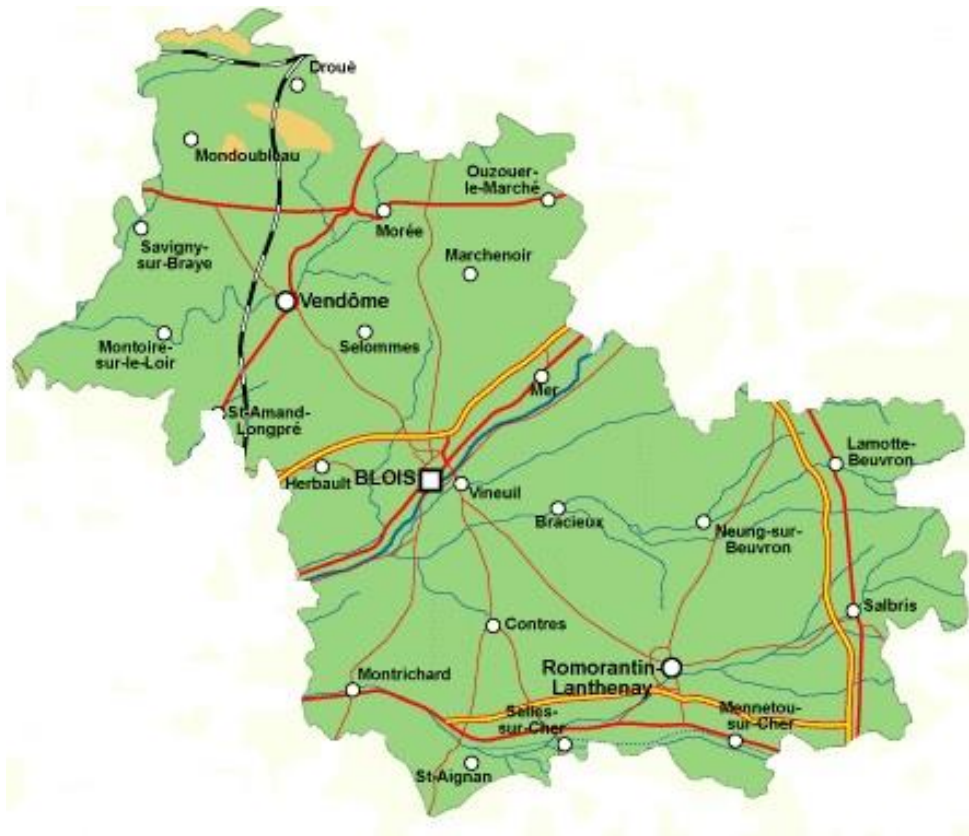 Droué
Mondoubleau
Ouzouer-
le-Marché
Morée
Savigny-
sur-Braye
Marchenoir
Vendôme
Montoire-
sur-le-Loir
Selommes
Mer
St-Amand-
Longpré
Lamotte-
Beuvron
Herbault
BLOIS
Vineuil
Bracieux
Neung-sur-
Beuvron
Salbris
Contres
Romorantin-
Lanthenay
Montrichard
Selles-
sur-Cher
Mennetou-
sur-Cher
St-Aignan